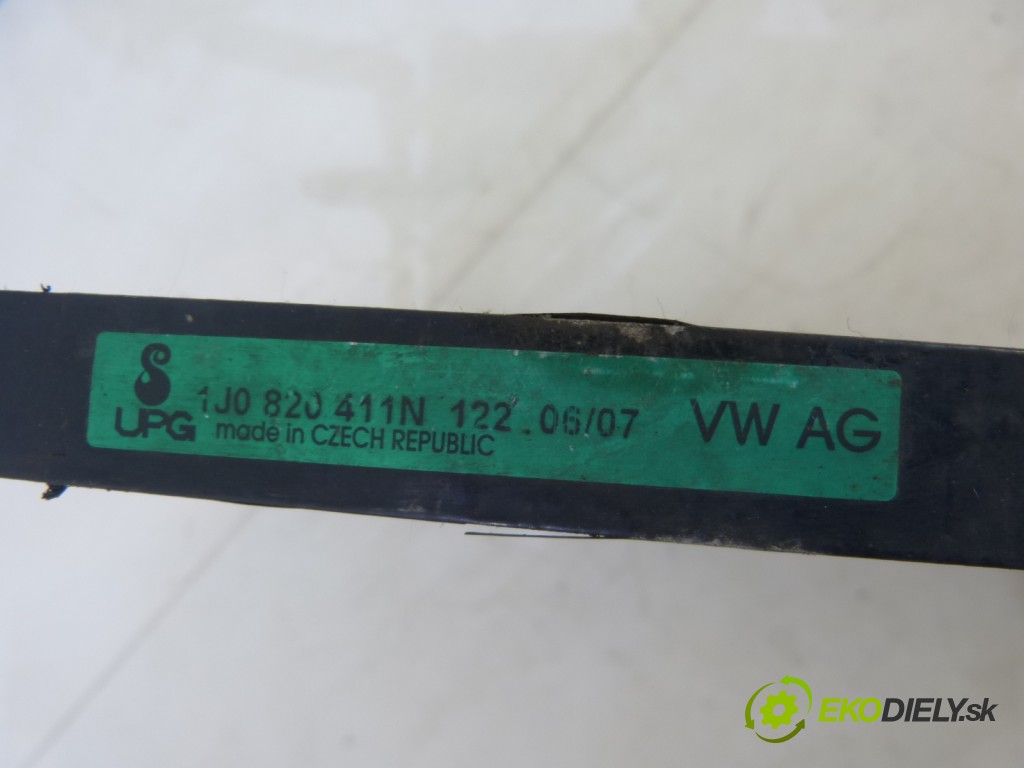 1J0 820 411N 122 . 06/07 VW AG
UPG made in CZECH REPUBLIC
EKODIELY.sk